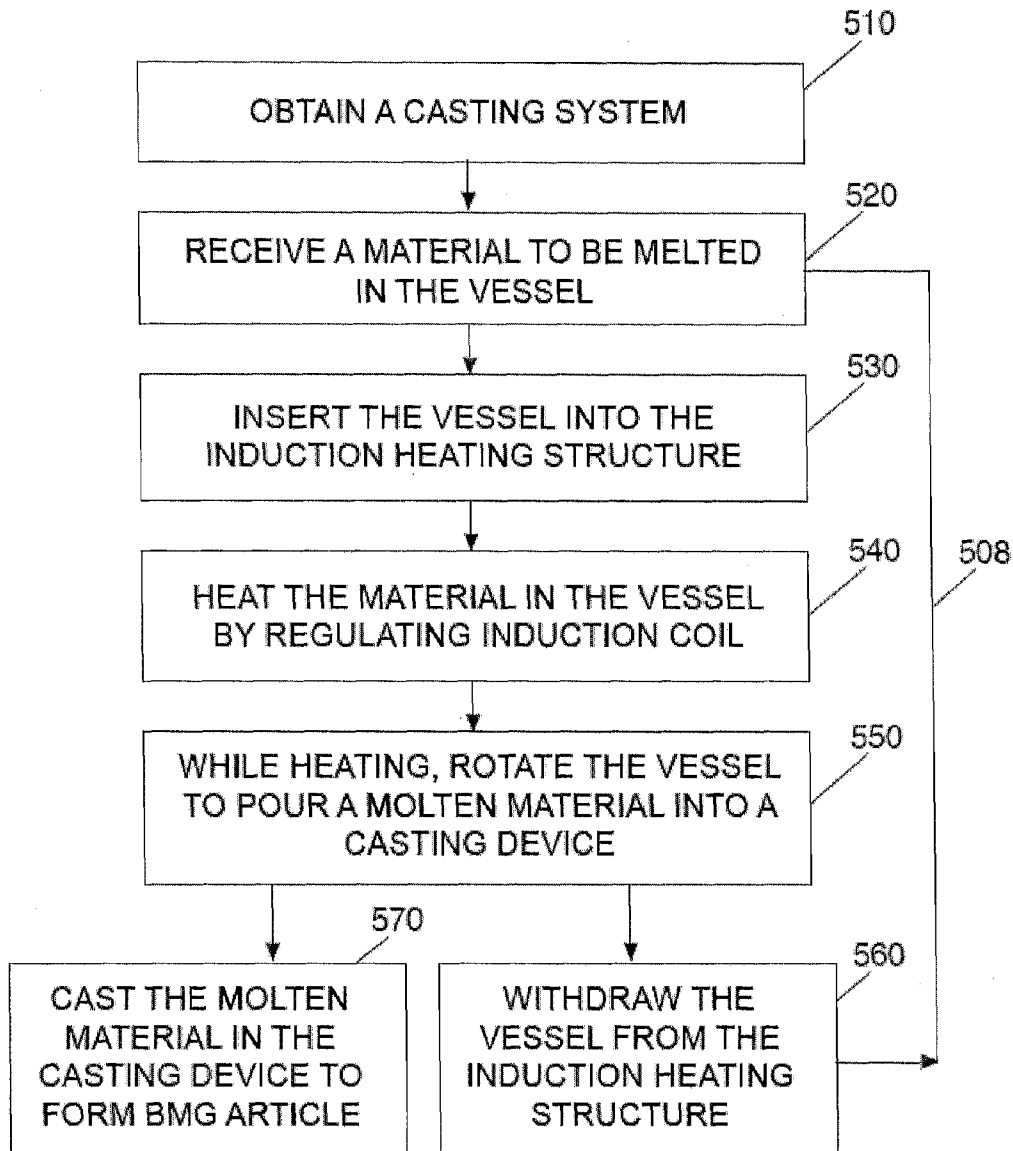 510
OBTAIN A CASTING SYSTEM
520
RECEIVE A MATERIAL TO BE MELTED
IN THE VESSEL
530
INSERT THE VESSEL INTO THE
INDUCTION HEATING STRUCTURE
540
508
HEAT THE MATERIAL IN THE VESSEL
BY REGULATING INDUCTION COIL
550
WHILE HEATING, ROTATE THE VESSEL
TO POUR A MOLTEN MATERIAL INTO A
CASTING DEVICE
570
CAST THE MOLTEN
MATERIAL IN THE
CASTING DEVICE TO
FORM BMG ARTICLE
560
WITHDRAW THE
VESSEL FROM THE
INDUCTION HEATING
STRUCTURE